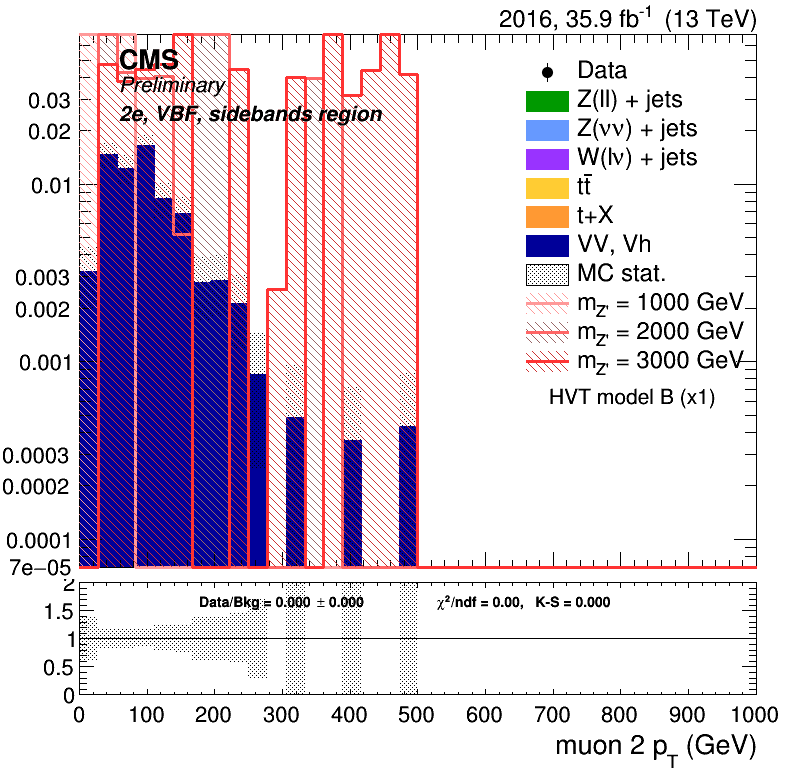 2016, 35.9 fb⁻¹ (13 TeV)
CMS
Preliminary
2e, VBF, sidebands region
Data
Z(ll) + jets
Z(νν) + jets
W(lν) + jets
tt̄
t+X
VV, Vh
MC stat.
m_Z' = 1000 GeV
m_Z' = 2000 GeV
m_Z' = 3000 GeV
HVT model B (x1)
0.03
0.02
0.01
0.003
0.002
0.001
0.0003
0.0002
0.0001
7e−05
2
1.5
1
0.5
0
Data/Bkg = 0.000 ± 0.000
χ²/ndf = 0.00, K-S = 0.000
0 100 200 300 400 500 600 700 800 900 1000
muon 2 p_T (GeV)